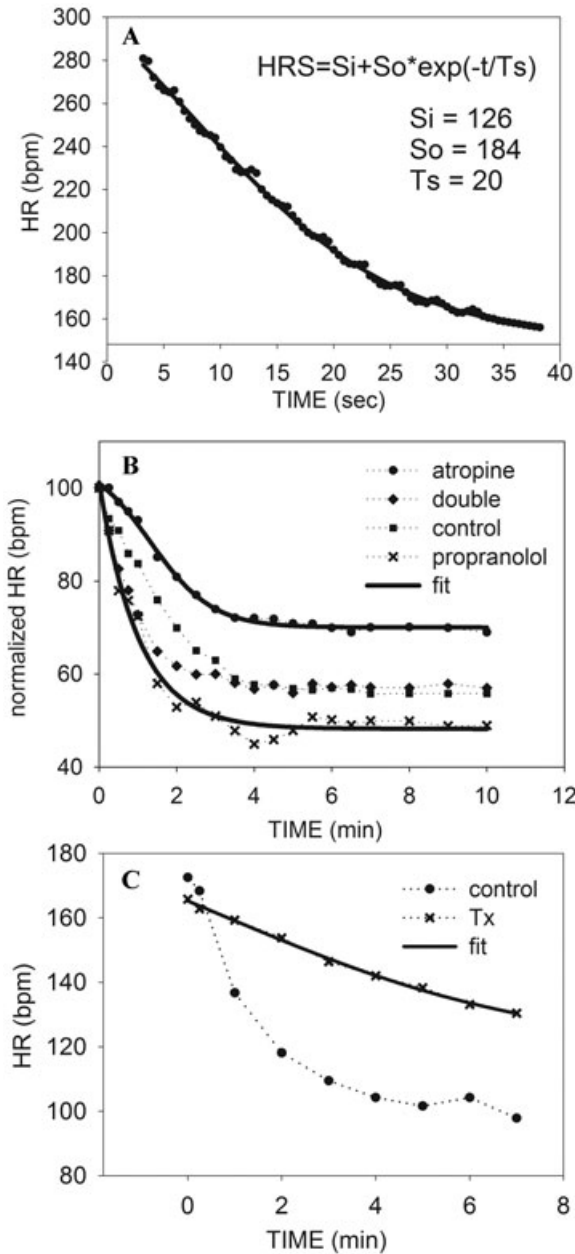 A
HRS=Si+So*exp(-t/Ts)
Si = 126
So = 184
Ts = 20
HR (bpm)
300
280
260
240
220
200
180
160
140
0 5 10 15 20 25 30 35 40
TIME (sec)
B
atropine
double
control
propranolol
fit
normalized HR (bpm)
100
80
60
40
0 2 4 6 8 10 12
TIME (min)
C
control
Tx
fit
HR (bpm)
180
160
140
120
100
80
0 2 4 6 8
TIME (min)